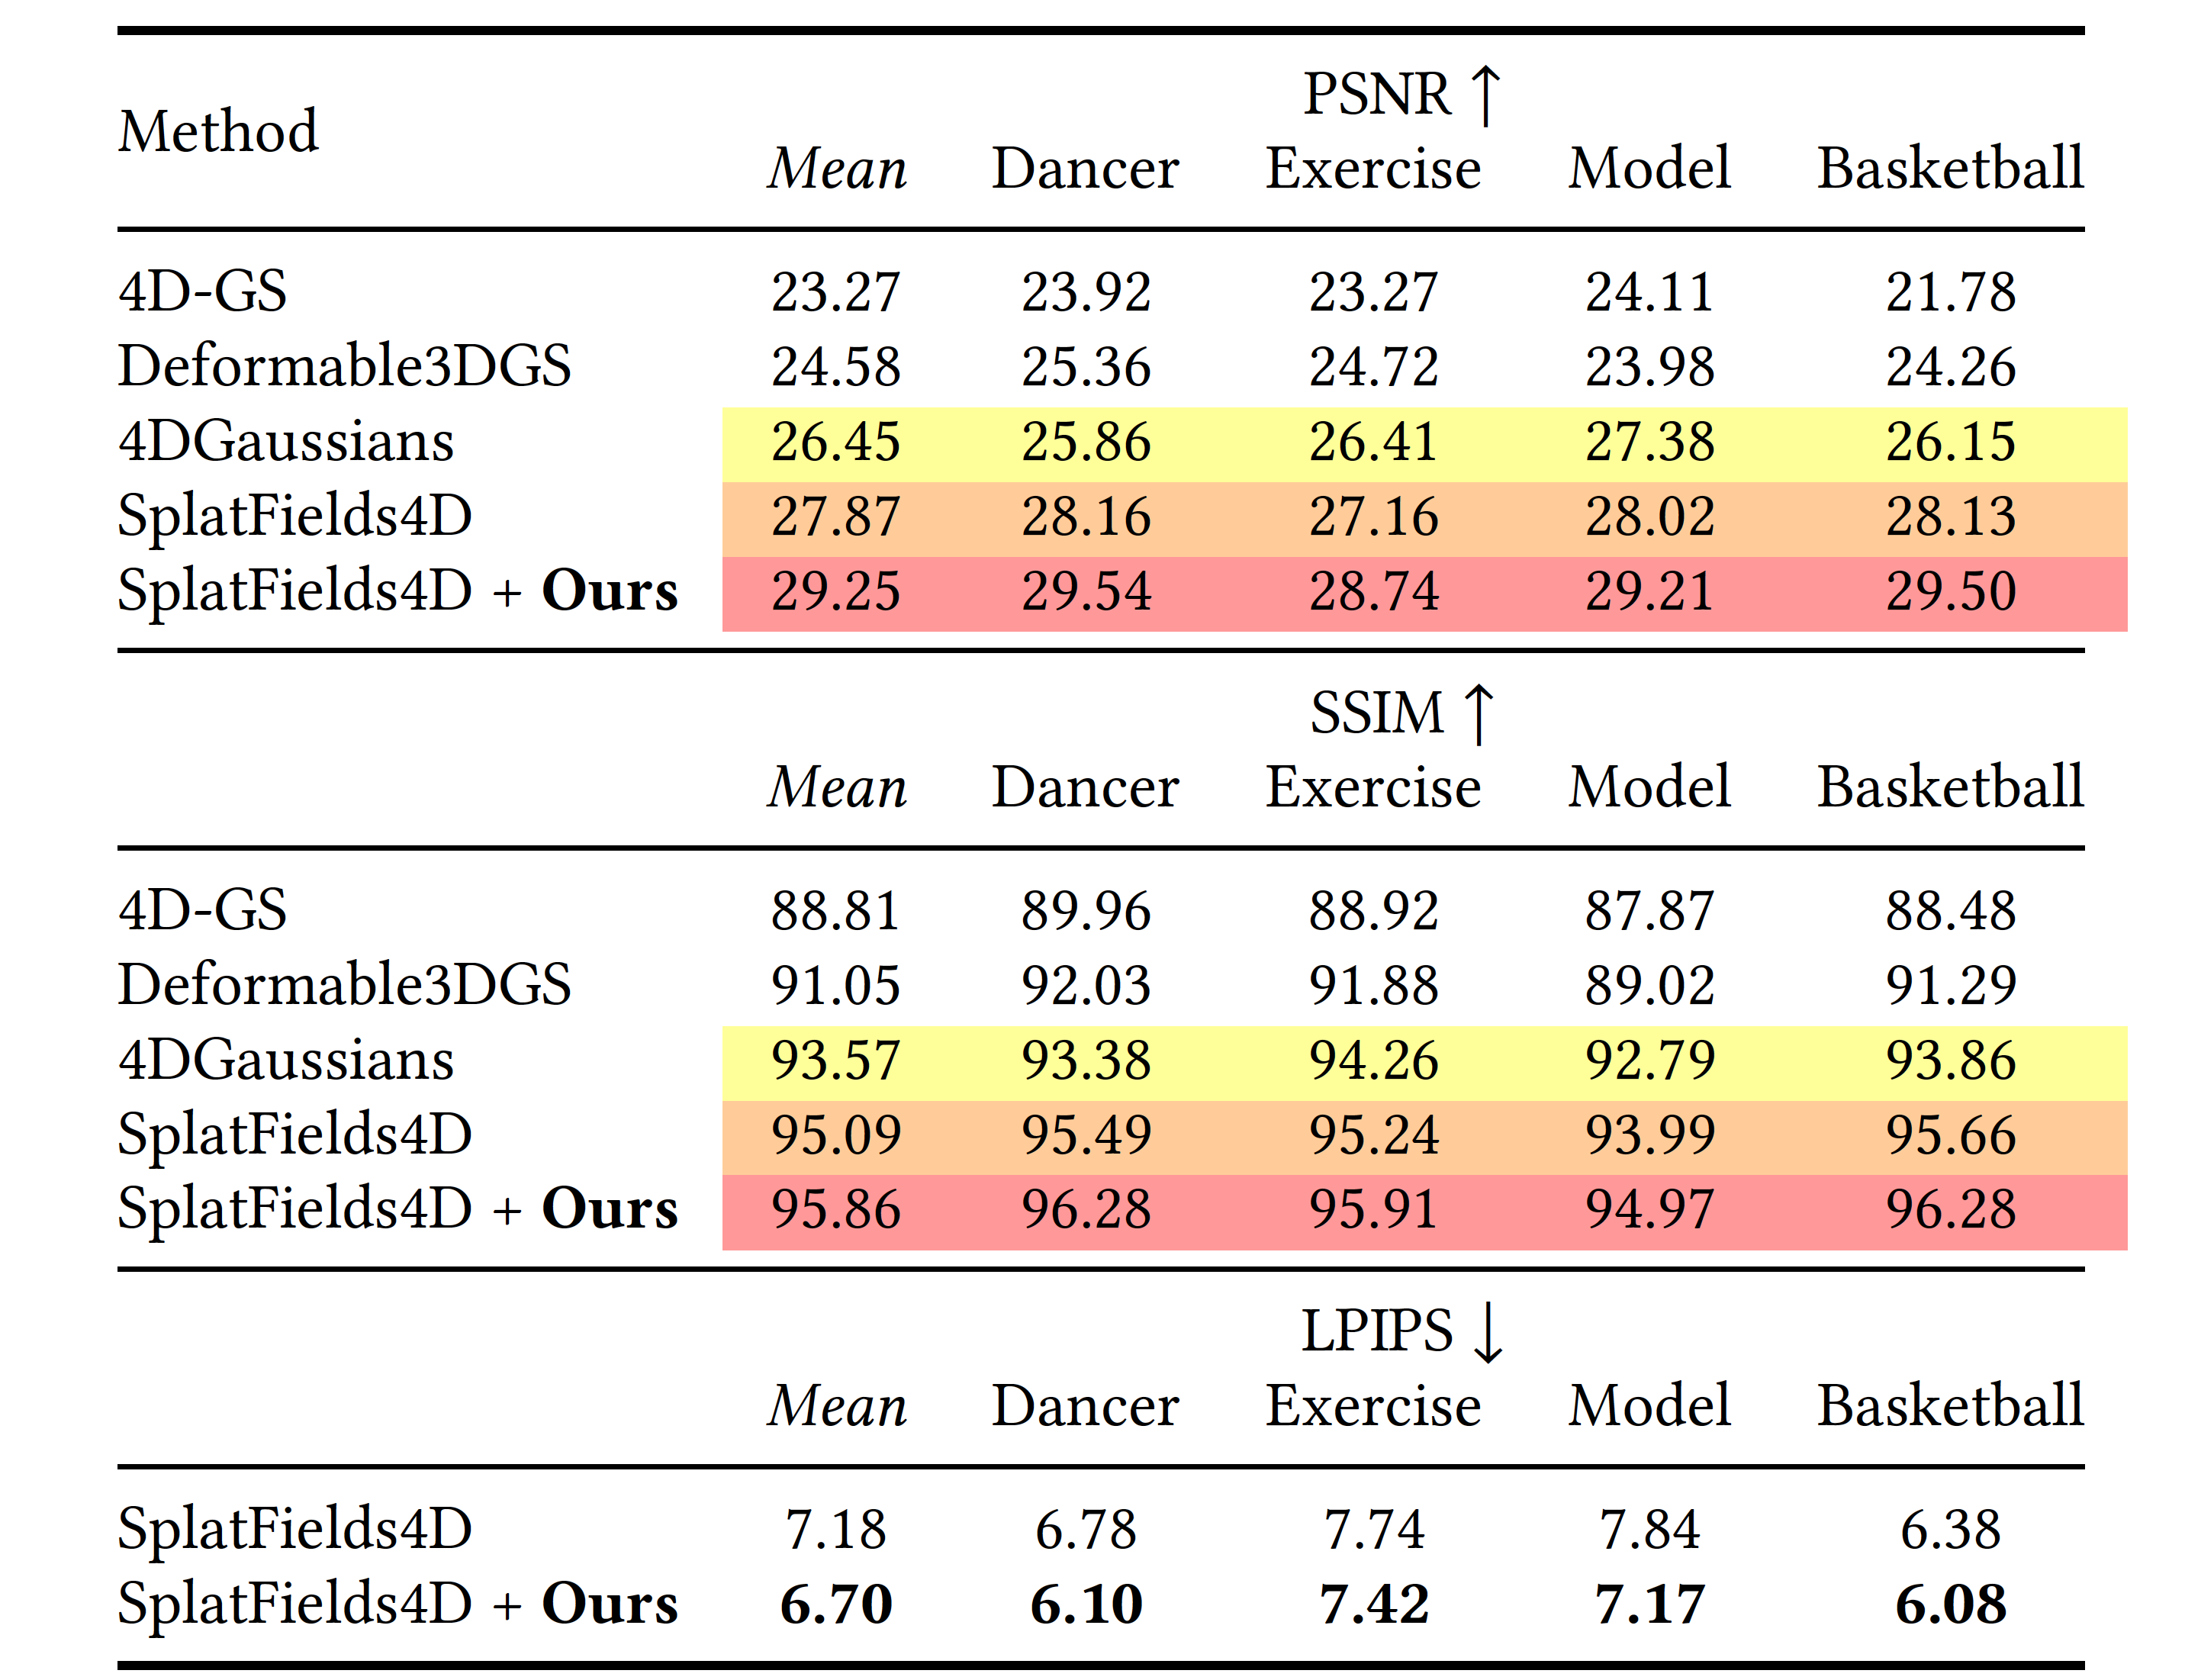 PSNR ↑
Method
Mean Dancer Exercise Model Basketball
4D-GS 23.27 23.92 23.27 24.11 21.78
Deformable3DGS 24.58 25.36 24.72 23.98 24.26
4DGaussians 26.45 25.86 26.41 27.38 26.15
SplatFields4D 27.87 28.16 27.16 28.02 28.13
SplatFields4D + Ours 29.25 29.54 28.74 29.21 29.50
SSIM ↑
Mean Dancer Exercise Model Basketball
4D-GS 88.81 89.96 88.92 87.87 88.48
Deformable3DGS 91.05 92.03 91.88 89.02 91.29
4DGaussians 93.57 93.38 94.26 92.79 93.86
SplatFields4D 95.09 95.49 95.24 93.99 95.66
SplatFields4D + Ours 95.86 96.28 95.91 94.97 96.28
LPIPS ↓
Mean Dancer Exercise Model Basketball
SplatFields4D 7.18 6.78 7.74 7.84 6.38
SplatFields4D + Ours 6.70 6.10 7.42 7.17 6.08